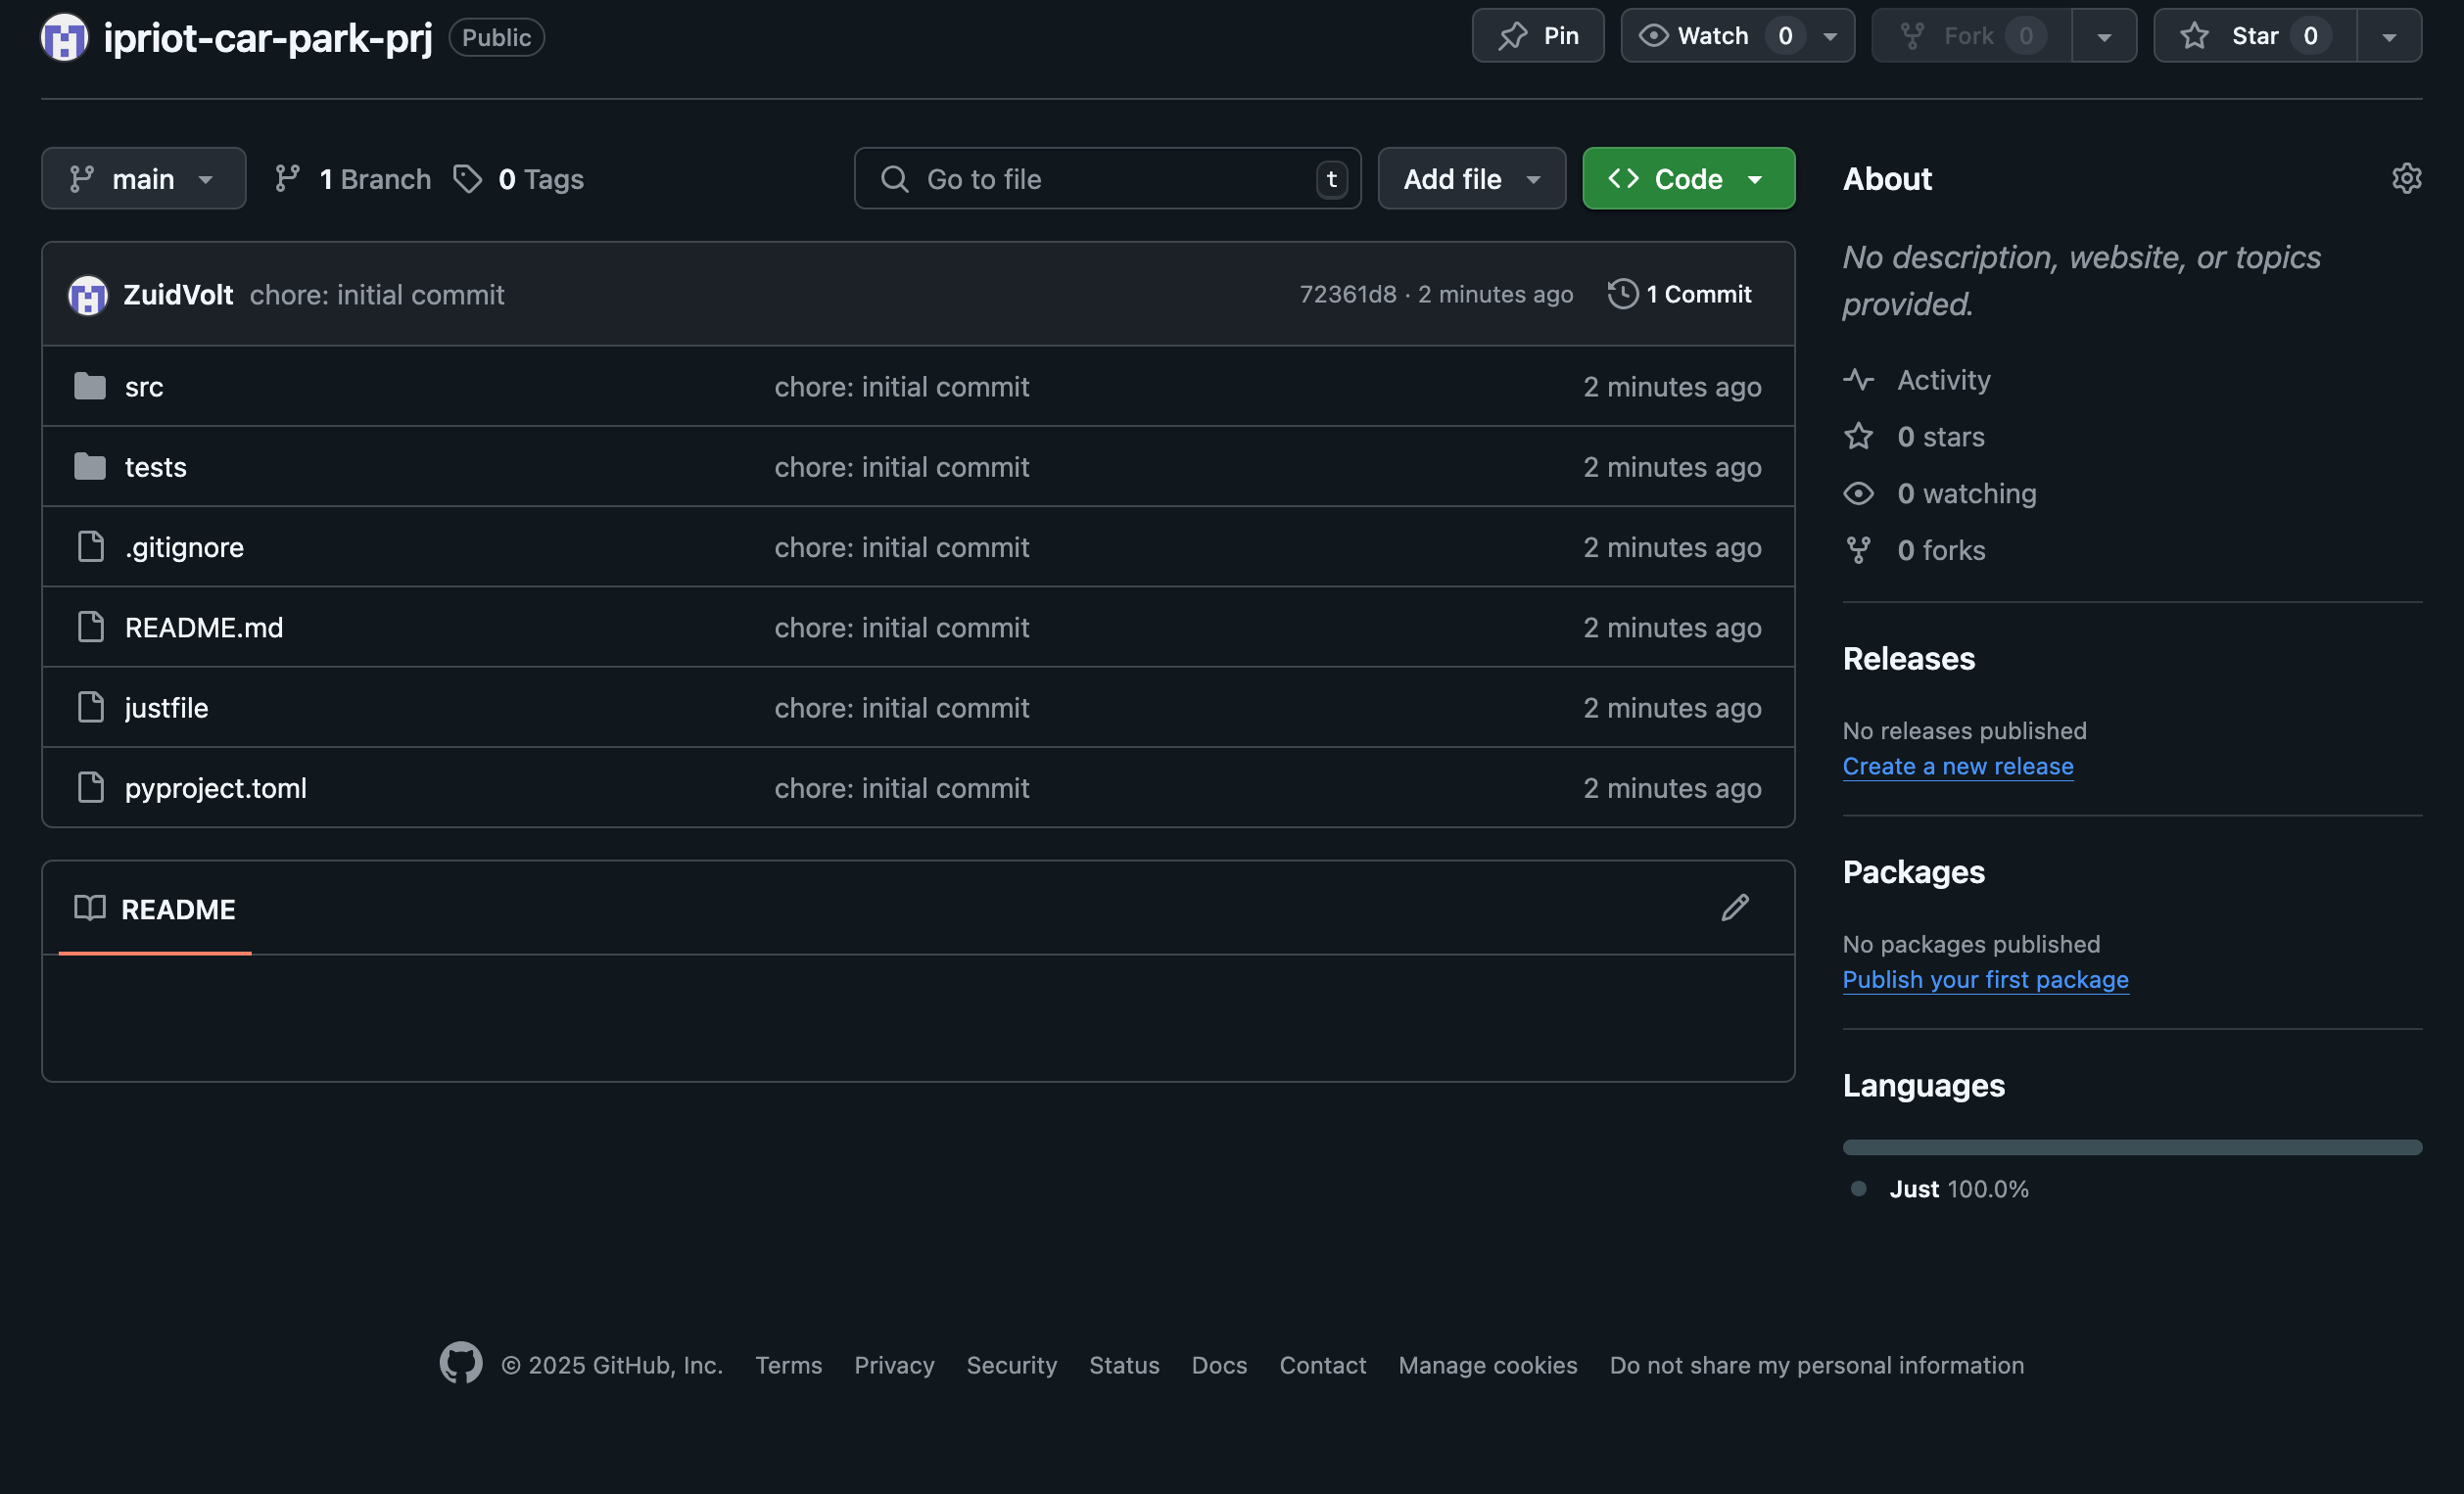 ipriot-car-park-prj Public Pin Watch 0 Fork 0 Star 0
main 1 Branch 0 Tags Go to file t Add file Code
ZuidVolt chore: initial commit 72361d8 · 2 minutes ago 1 Commit
src chore: initial commit 2 minutes ago
tests chore: initial commit 2 minutes ago
.gitignore chore: initial commit 2 minutes ago
README.md chore: initial commit 2 minutes ago
justfile chore: initial commit 2 minutes ago
pyproject.toml chore: initial commit 2 minutes ago
README
About
No description, website, or topics
provided.
Activity
0 stars
0 watching
0 forks
Releases
No releases published
Create a new release
Packages
No packages published
Publish your first package
Languages
Just 100.0%
© 2025 GitHub, Inc. Terms Privacy Security Status Docs Contact Manage cookies Do not share my personal information